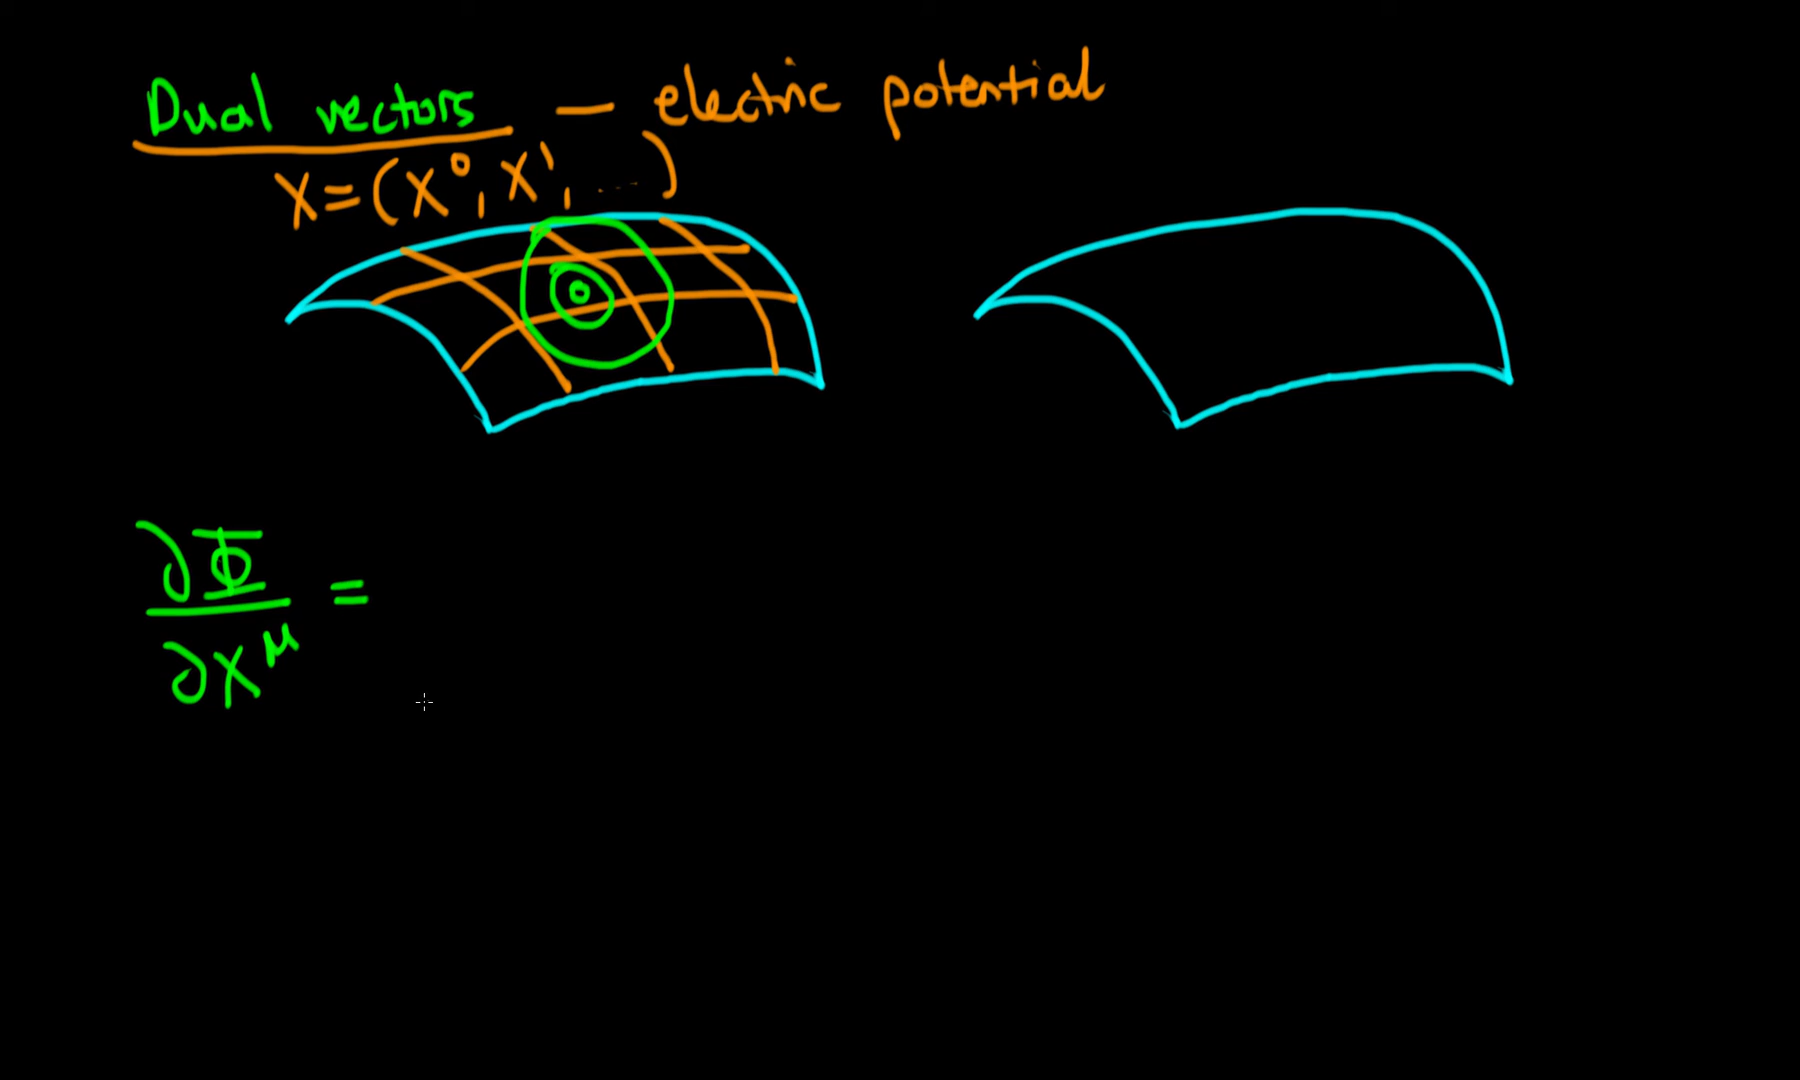 Dual vectors — electric potential
X = (X⁰, X¹, ....)
∂Φ/∂X^μ =